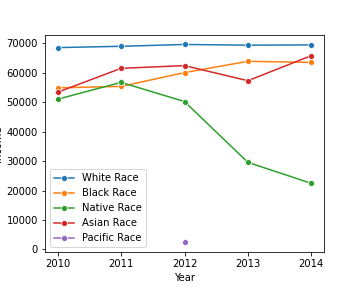 70000
60000
50000
40000
30000
20000
10000
0
White Race
Black Race
Native Race
Asian Race
Pacific Race
2010 2011 2012 2013 2014
Year